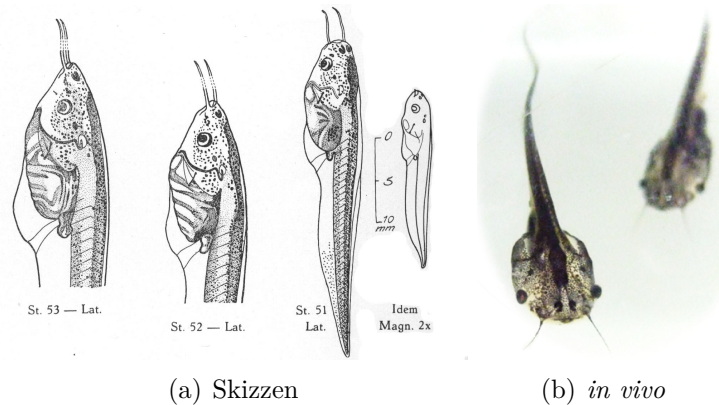 0
5
10
mm
St. 53 — Lat.
St. 52 — Lat.
St. 51
Lat.
Idem
Magn. 2x
(a) Skizzen
(b) in vivo